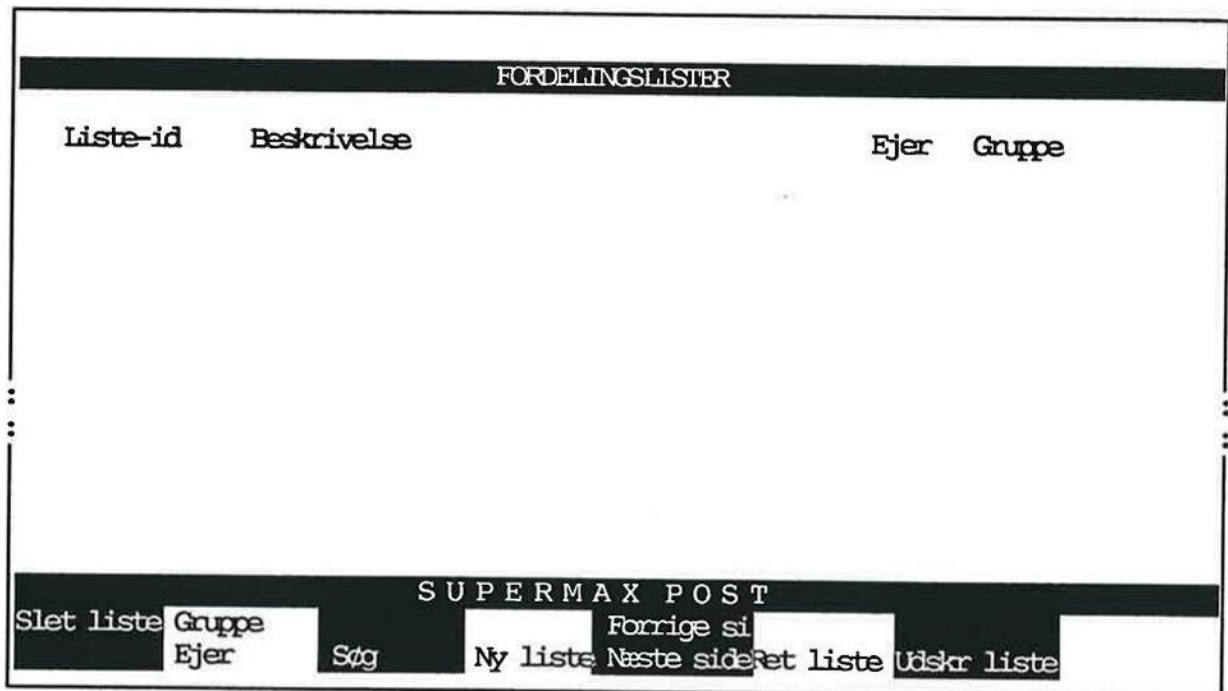 FORDELINGSLISTER
Liste-id Beskrivelse Ejer Gruppe
SUPERMAX POST
Slet liste Gruppe Forrige si
Ejer Søg Ny liste Næste side Ret liste Udskr liste